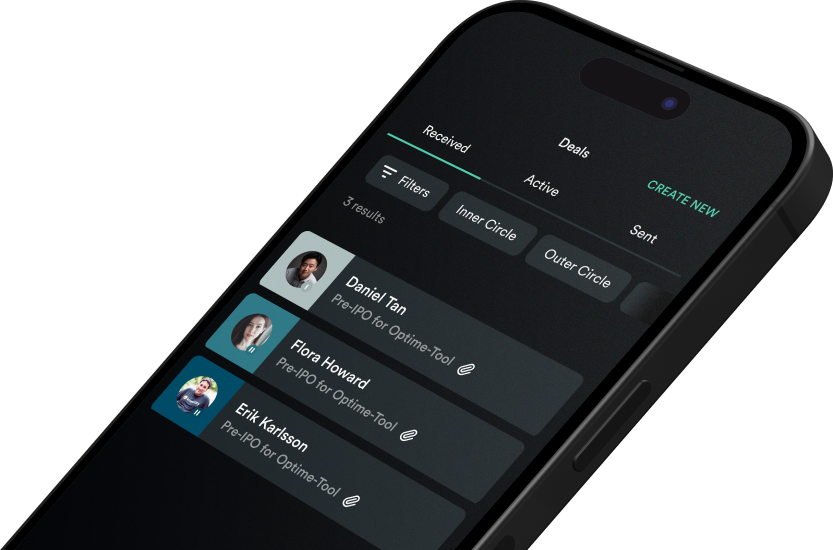 Deals
CREATE NEW
Received
Active
Sent
Filters
Inner Circle
Outer Circle
3 results
Daniel Tan
Pre-IPO for Optime-Tool
Flora Howard
Pre-IPO for Optime-Tool
Erik Karlsson
Pre-IPO for Optime-Tool